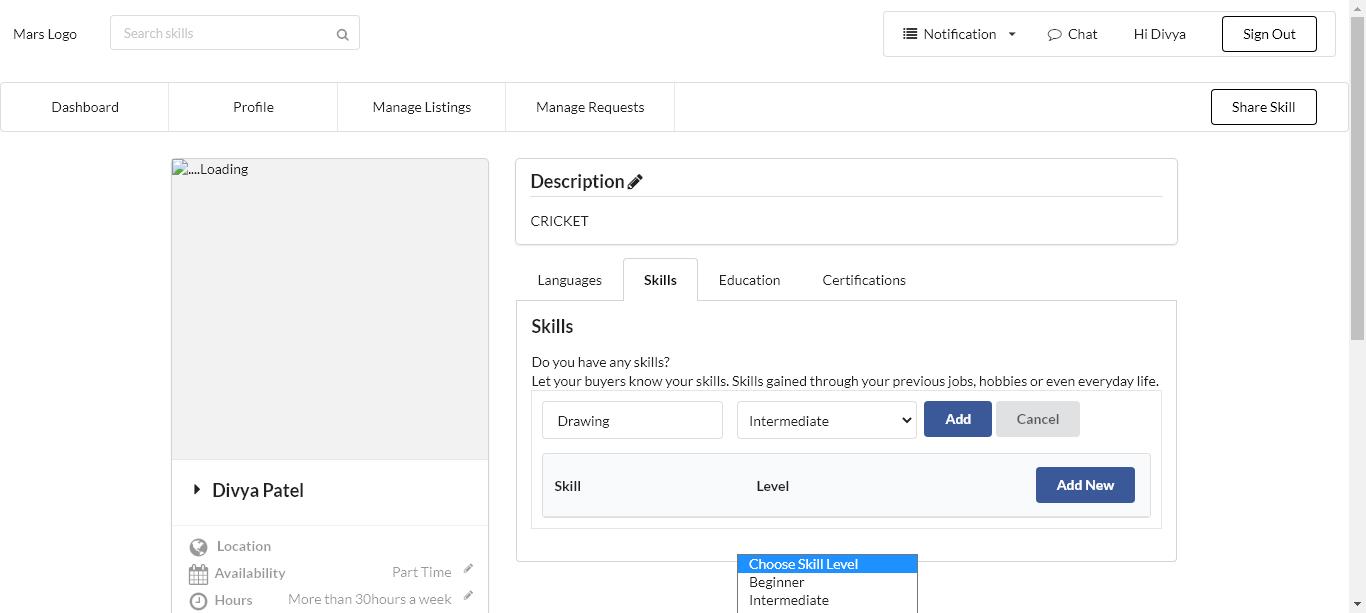 Mars Logo
Search skills
Notification
Chat
Hi Divya
Sign Out
Dashboard
Profile
Manage Listings
Manage Requests
Share Skill
....Loading
Divya Patel
Location
Availability
Part Time
Hours
More than 30hours a week
Description
CRICKET
Languages
Skills
Education
Certifications
Skills
Do you have any skills?
Let your buyers know your skills. Skills gained through your previous jobs, hobbies or even everyday life.
Drawing
Intermediate
Add
Cancel
Skill
Level
Add New
Choose Skill Level
Beginner
Intermediate